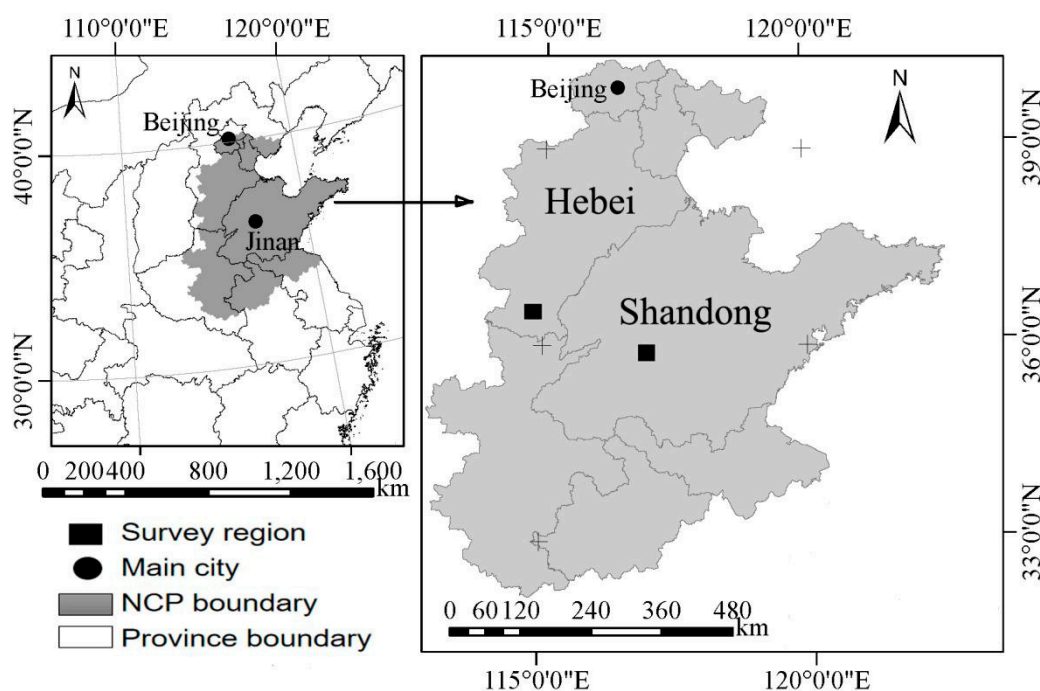 110°0'0"E
120°0'0"E
N
Beijing
Jinan
40°0'0"N
30°0'0"N
0 200 400 800 1,200 1,600
km
Survey region
Main city
NCP boundary
Province boundary
115°0'0"E
120°0'0"E
Beijing
N
Hebei
Shandong
39°0'0"N
36°0'0"N
33°0'0"N
0 60 120 240 360 480
km
115°0'0"E
120°0'0"E